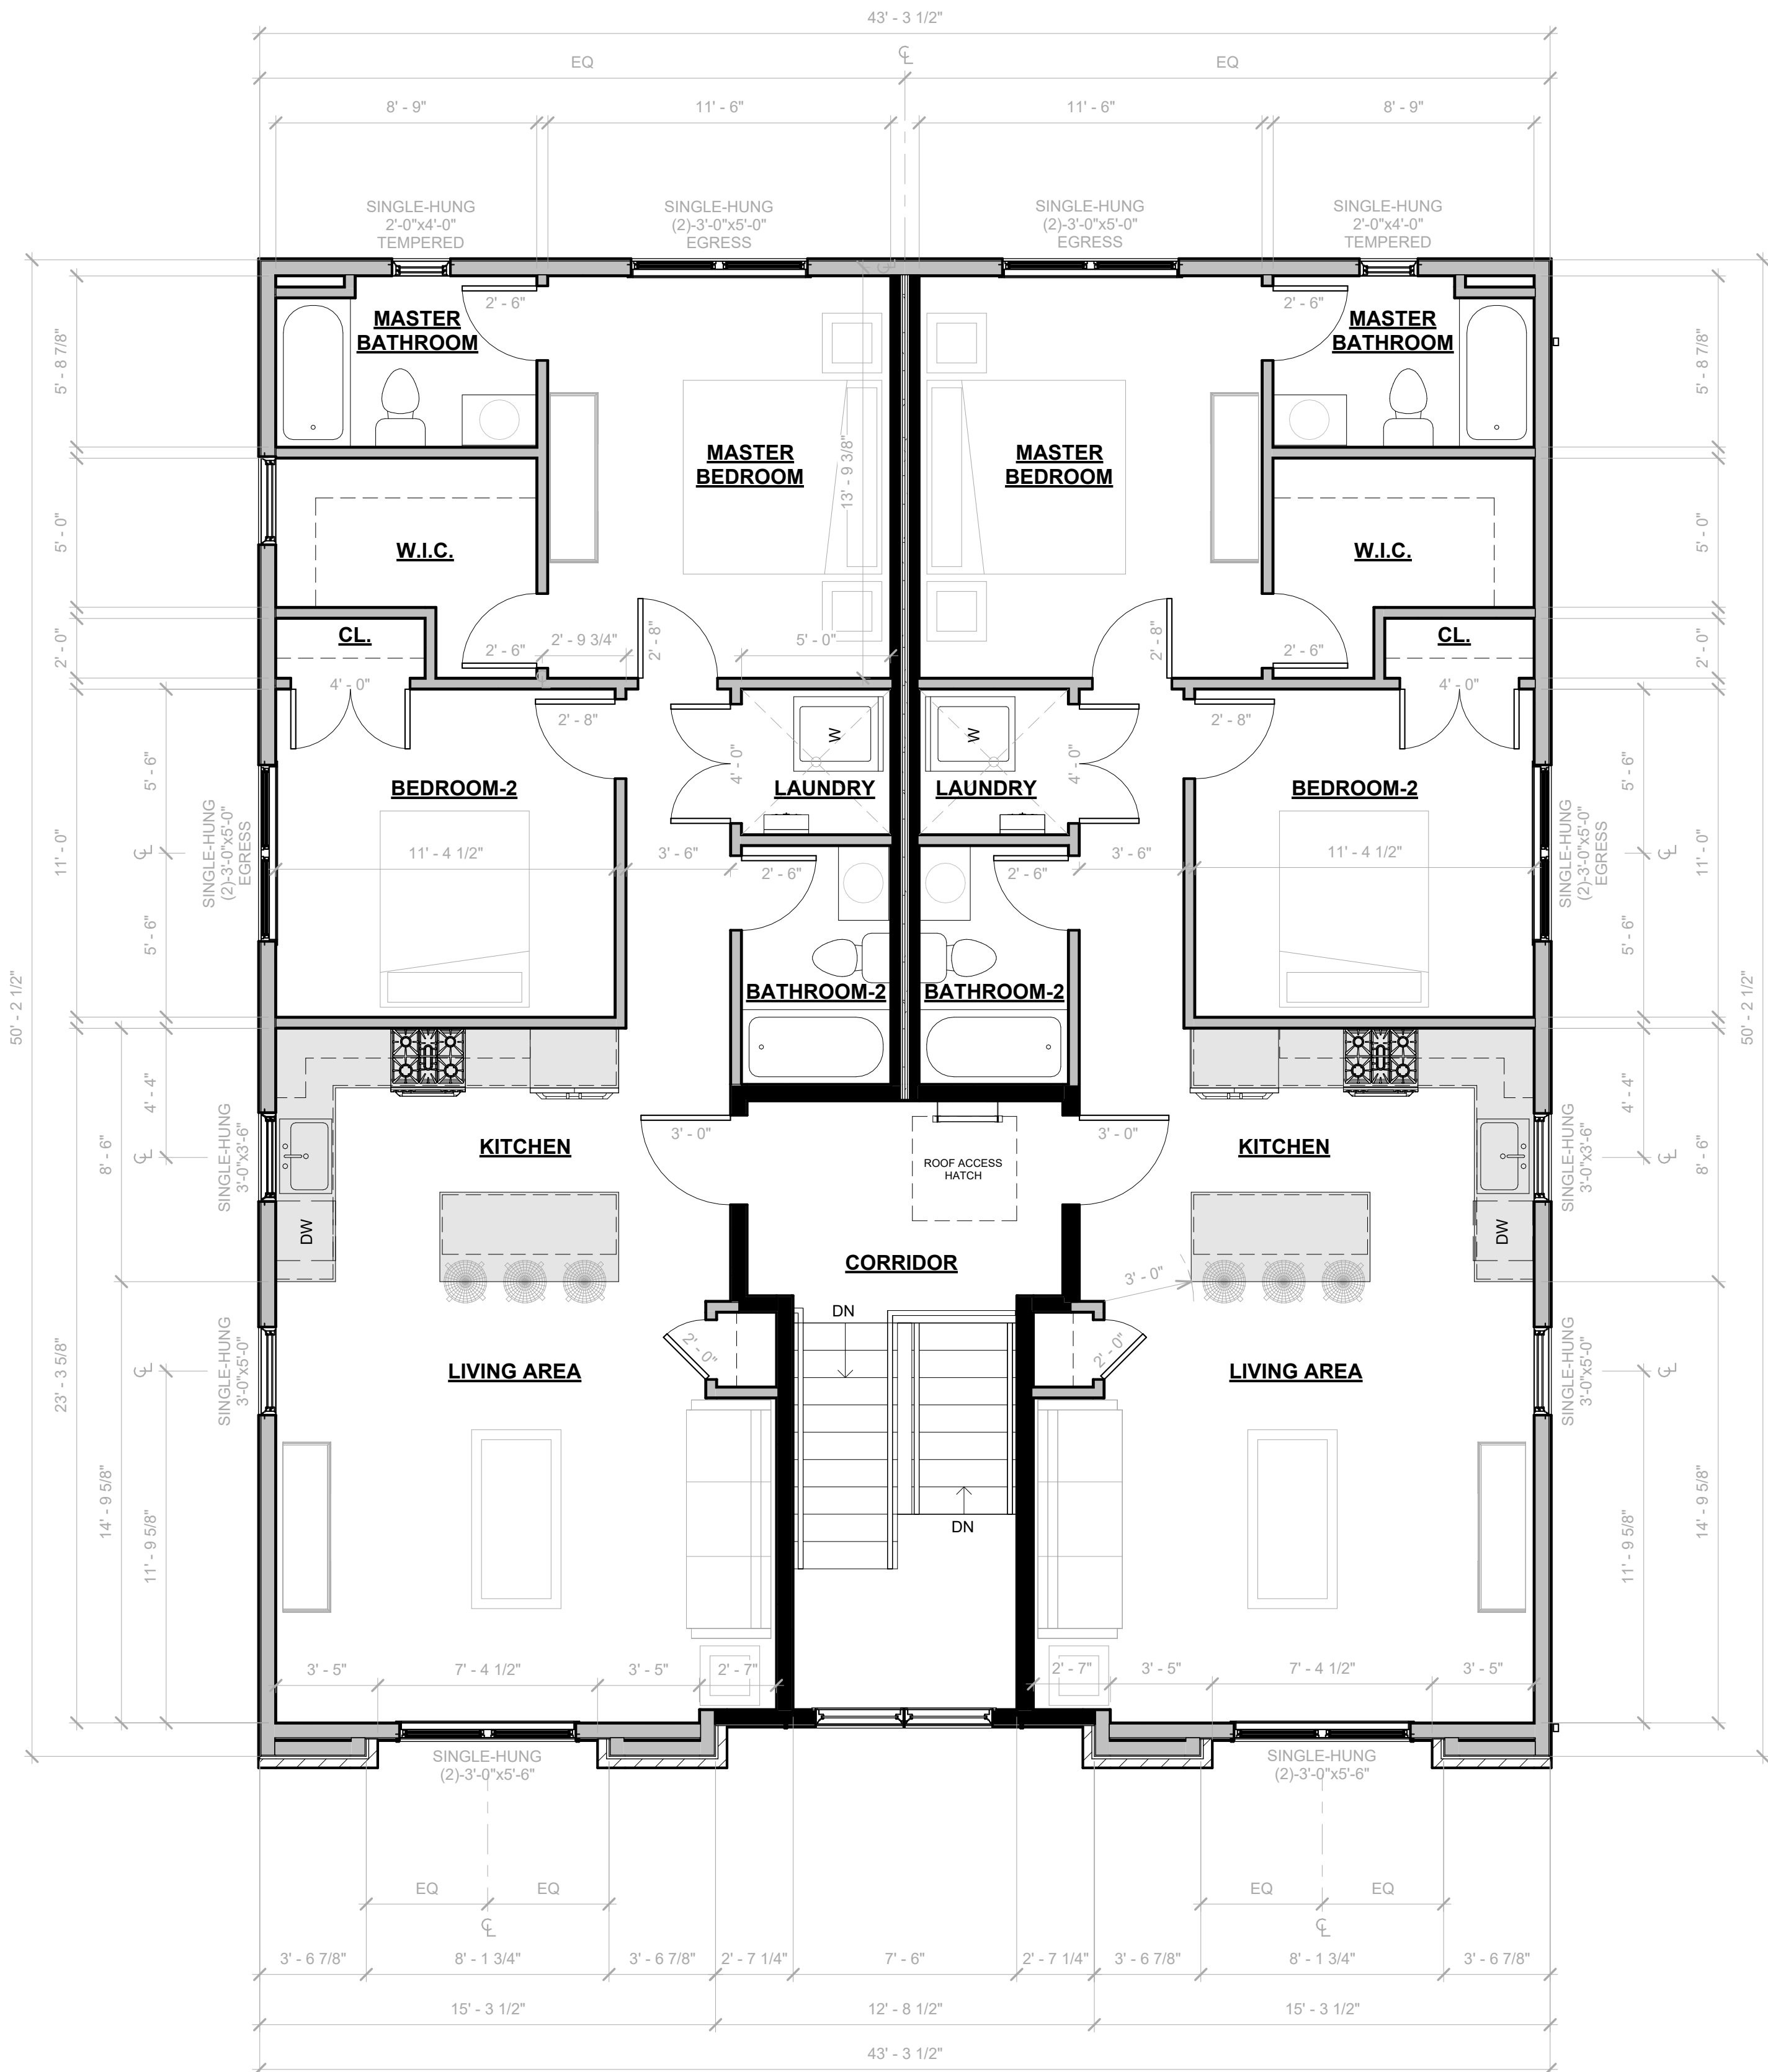 43' - 3 1/2"
EQ
℄
EQ
8' - 9"
11' - 6"
11' - 6"
8' - 9"
SINGLE-HUNG
2'-0"x4'-0"
TEMPERED
SINGLE-HUNG
(2)-3'-0"x5'-0"
EGRESS
SINGLE-HUNG
(2)-3'-0"x5'-0"
EGRESS
SINGLE-HUNG
2'-0"x4'-0"
TEMPERED
℄
2' - 6"
2' - 6"
MASTER
BATHROOM
MASTER
BATHROOM
5' - 8 7/8"
5' - 8 7/8"
MASTER
BEDROOM
13' - 9 3/8"
MASTER
BEDROOM
5' - 0"
W.I.C.
W.I.C.
5' - 0"
2' - 0"
CL.
2' - 6"
2' - 9 3/4"
2' - 8"
5' - 0"
2' - 8"
2' - 6"
CL.
2' - 0"
4' - 0"
℄
4' - 0"
2' - 8"
2' - 8"
W
W
4' - 0"
4' - 0"
5' - 6"
5' - 6"
BEDROOM-2
LAUNDRY
LAUNDRY
BEDROOM-2
11' - 0"
℄
SINGLE-HUNG
(2)-3'-0"x5'-0"
EGRESS
11' - 4 1/2"
3' - 6"
2' - 6"
2' - 6"
3' - 6"
11' - 4 1/2"
SINGLE-HUNG
(2)-3'-0"x5'-0"
EGRESS
℄
11' - 0"
5' - 6"
5' - 6"
50' - 2 1/2"
BATHROOM-2
BATHROOM-2
50' - 2 1/2"
4' - 4"
4' - 4"
3' - 0"
3' - 0"
8' - 6"
℄
SINGLE-HUNG
3'-0"x3'-6"
KITCHEN
ROOF ACCESS
HATCH
KITCHEN
SINGLE-HUNG
3'-0"x3'-6"
℄
8' - 6"
DW
DW
CORRIDOR
3' - 0"
DN
23' - 3 5/8"
℄
SINGLE-HUNG
3'-0"x5'-0"
LIVING AREA
2' - 0"
2' - 0"
LIVING AREA
SINGLE-HUNG
3'-0"x5'-0"
℄
14' - 9 5/8"
11' - 9 5/8"
DN
11' - 9 5/8"
14' - 9 5/8"
3' - 5"
7' - 4 1/2"
3' - 5"
2' - 7"
2' - 7"
3' - 5"
7' - 4 1/2"
3' - 5"
SINGLE-HUNG
(2)-3'-0"x5'-6"
SINGLE-HUNG
(2)-3'-0"x5'-6"
EQ
EQ
EQ
EQ
℄
℄
3' - 6 7/8"
8' - 1 3/4"
3' - 6 7/8"
2' - 7 1/4"
7' - 6"
2' - 7 1/4"
3' - 6 7/8"
8' - 1 3/4"
3' - 6 7/8"
15' - 3 1/2"
12' - 8 1/2"
15' - 3 1/2"
43' - 3 1/2"